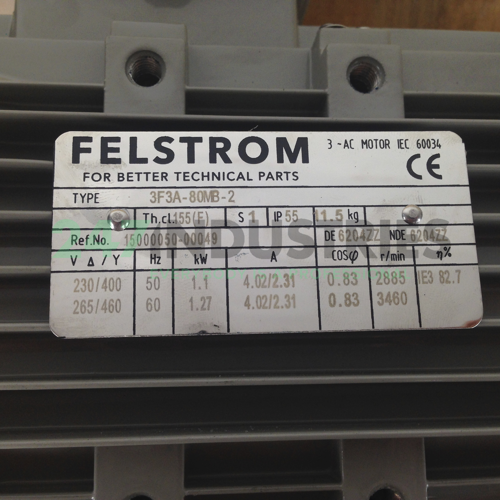 FELSTROM 3~AC MOTOR IEC 60034
FOR BETTER TECHNICAL PARTS CE
TYPE 3F3A-80MB-2
Th.cl.155(F) S1 IP55 11.5 kg
24 INDUSTRIES
Ref.No. 15000050-00049 DE 6204ZZ NDE 6204ZZ
V Δ/Y Hz kW A COSφ r/min η%
230/400 50 1.1 4.02/2.31 0.83 2885 IE3 82.7
265/460 60 1.27 4.02/2.31 0.83 3460